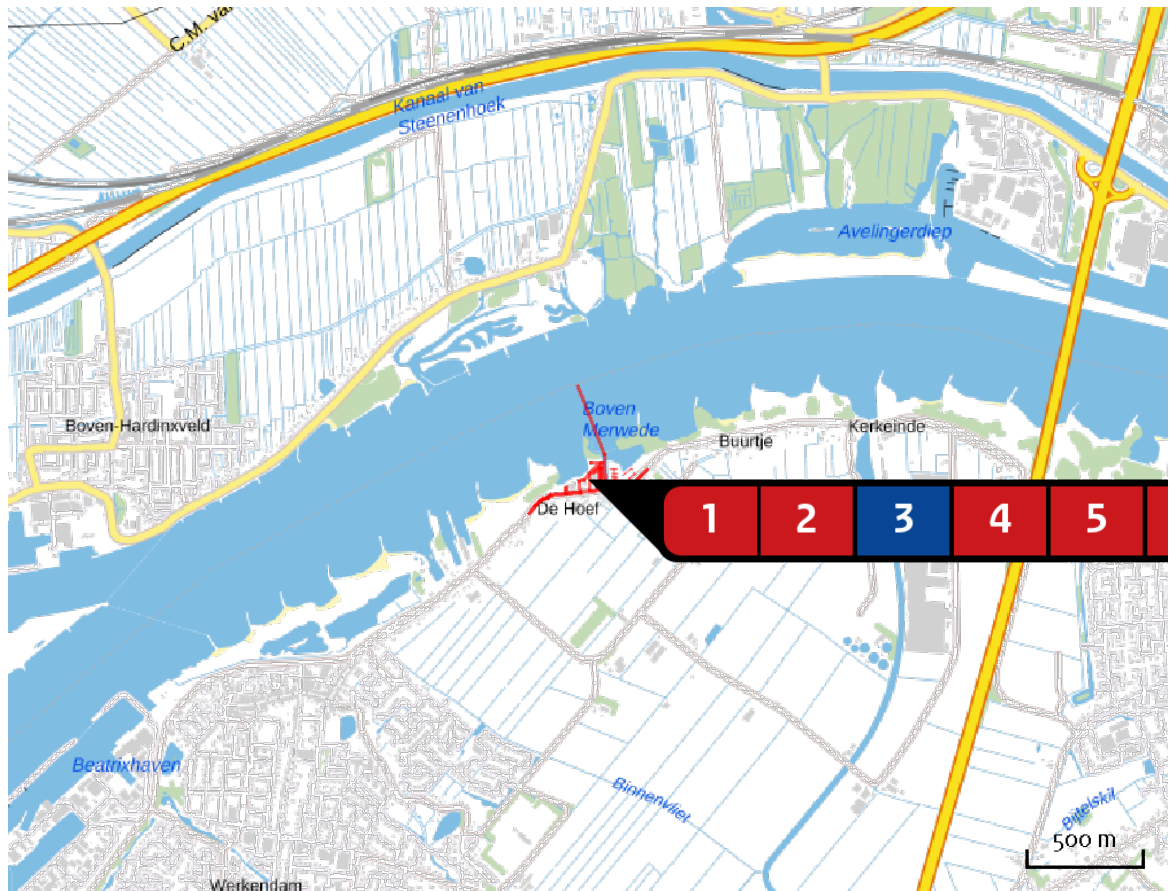 C.M. va
Kanaal van
Steenenhoek
Avelingerdiep
Boven-Hardinxveld
Boven
Merwede
Buurtje
Kerkeinde
De Hoef
1 2 3 4 5
Beatrixhaven
Binnenvliet
Bijtelskil
500 m
Werkendam